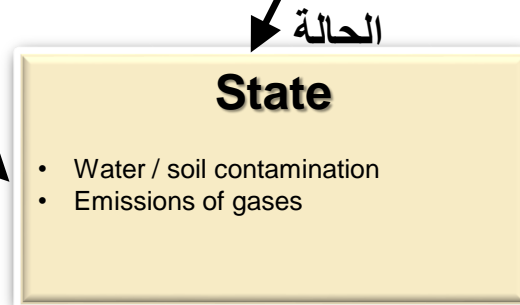 الحالة
State
• Water / soil contamination
• Emissions of gases